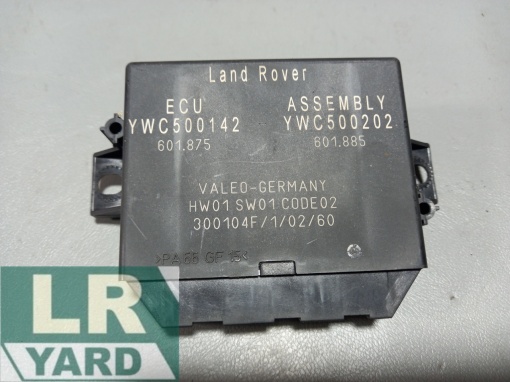 Land Rover
ECU ASSEMBLY
YWC500142 YWC500202
601.875 601.885
VALEO-GERMANY
HW01 SW01 CODE02
300104F/1/02/60
LR
YARD